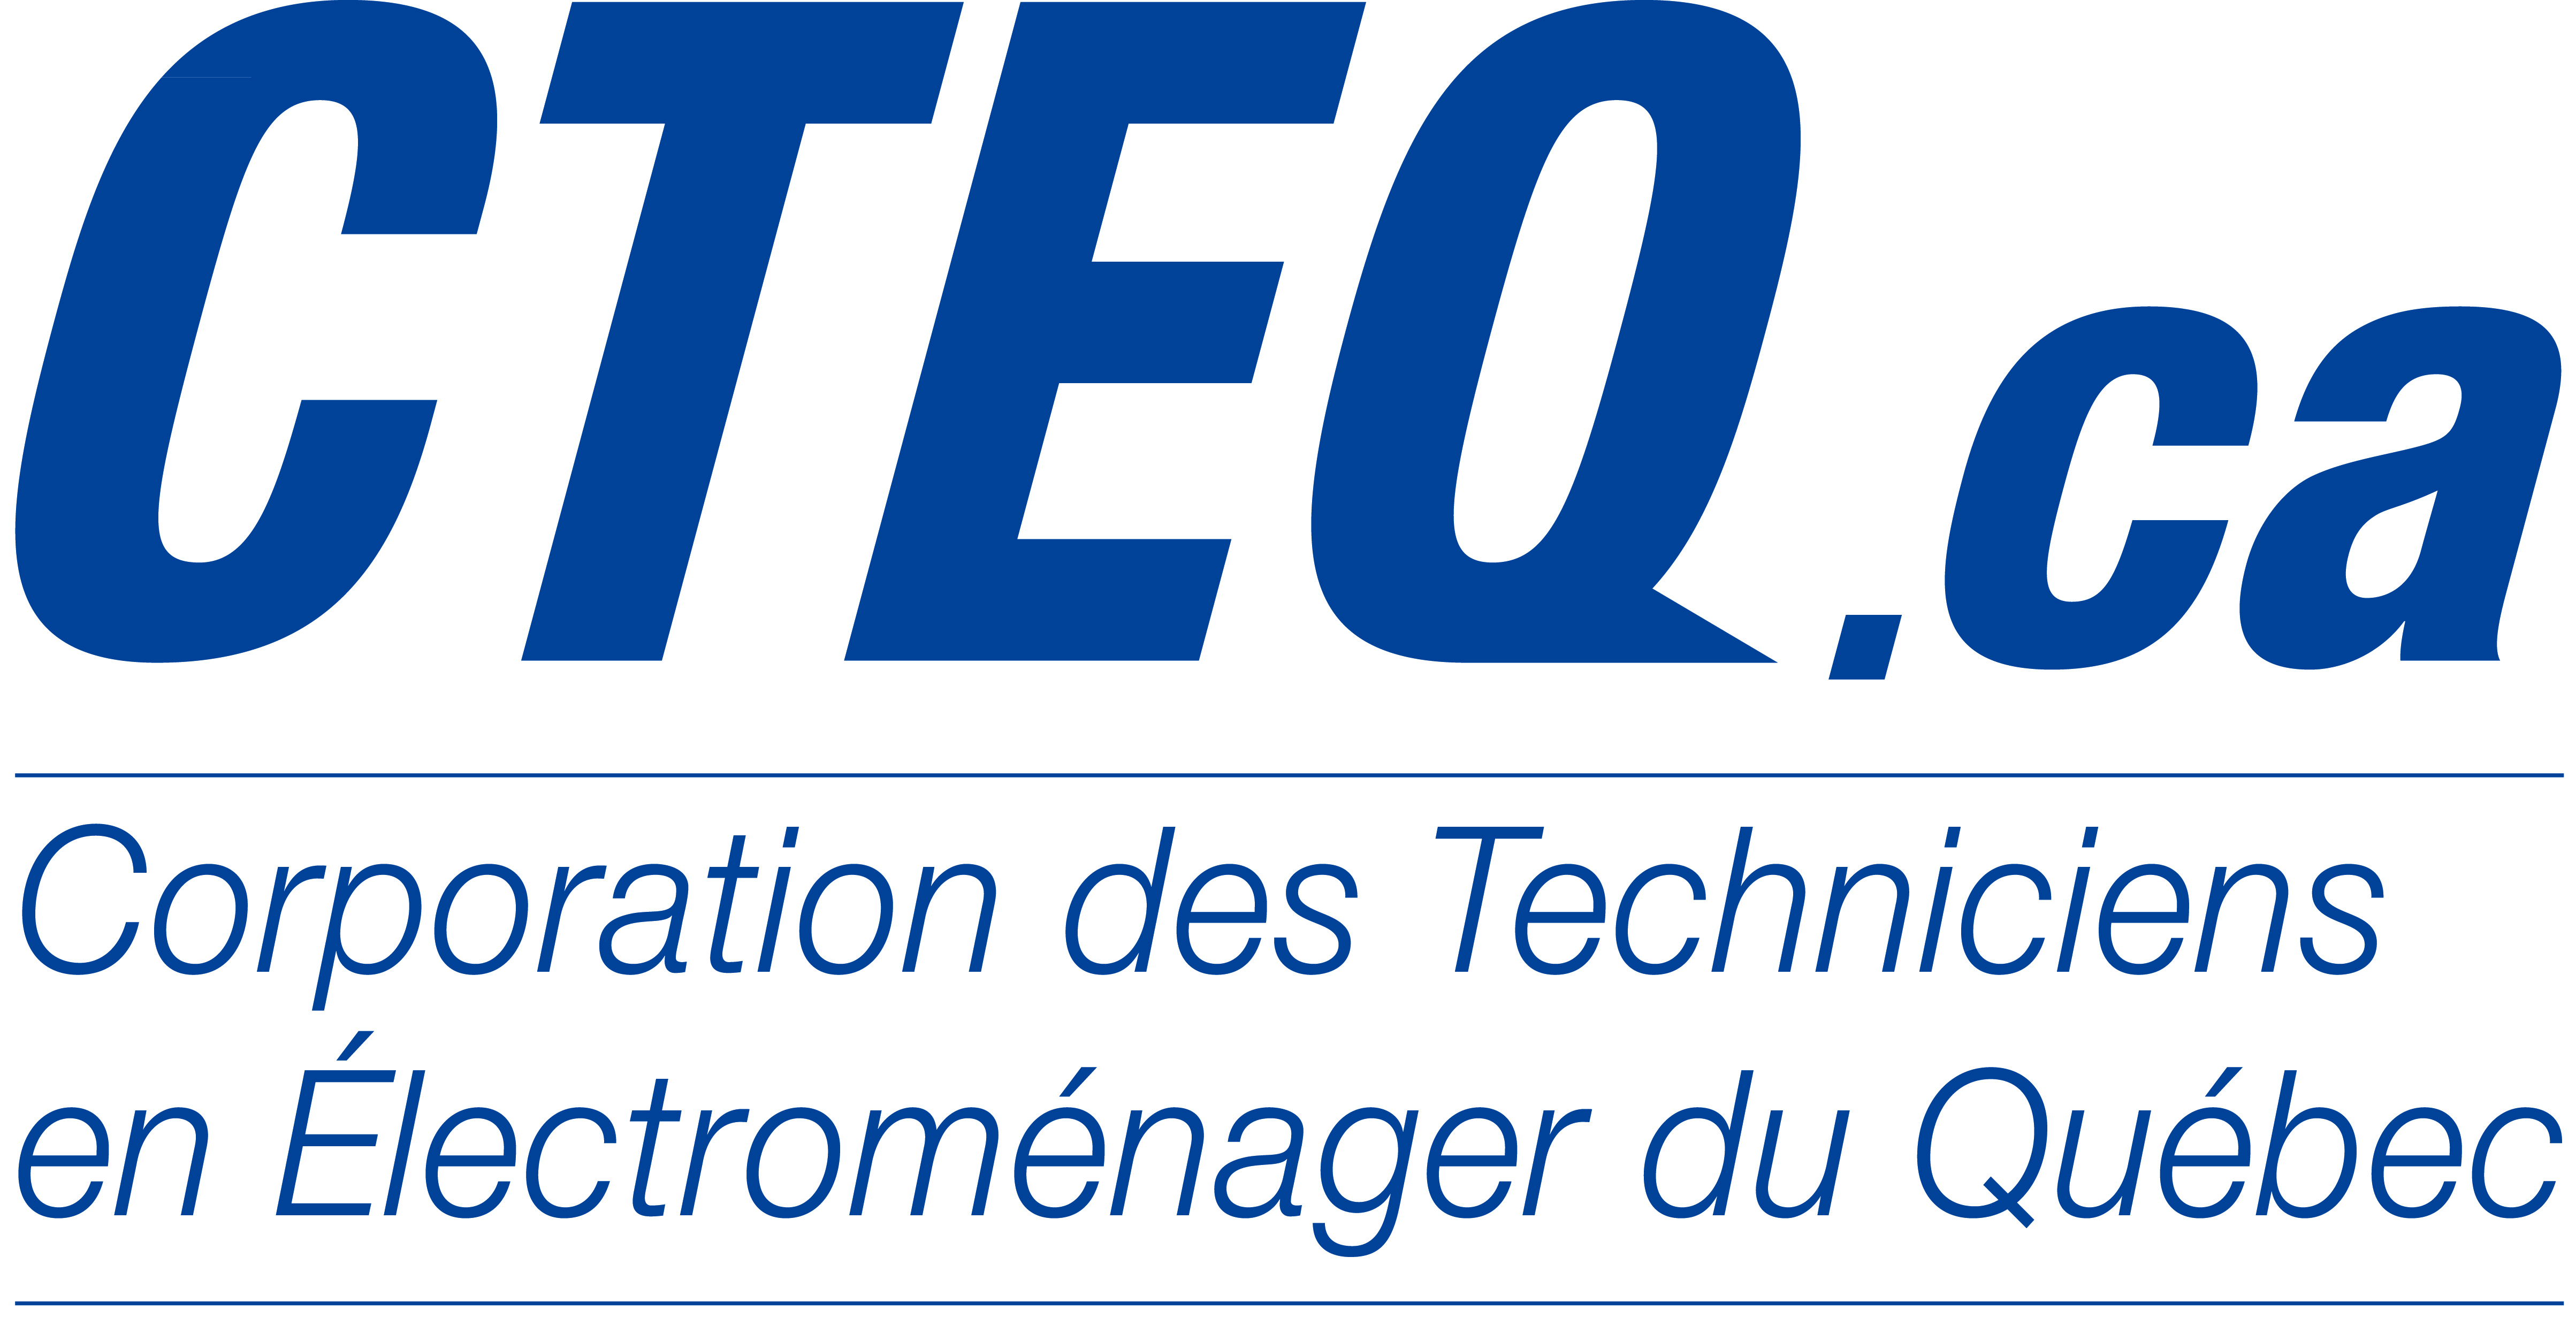 CTEQ.ca
Corporation des Techniciens
en Électroménager du Québec